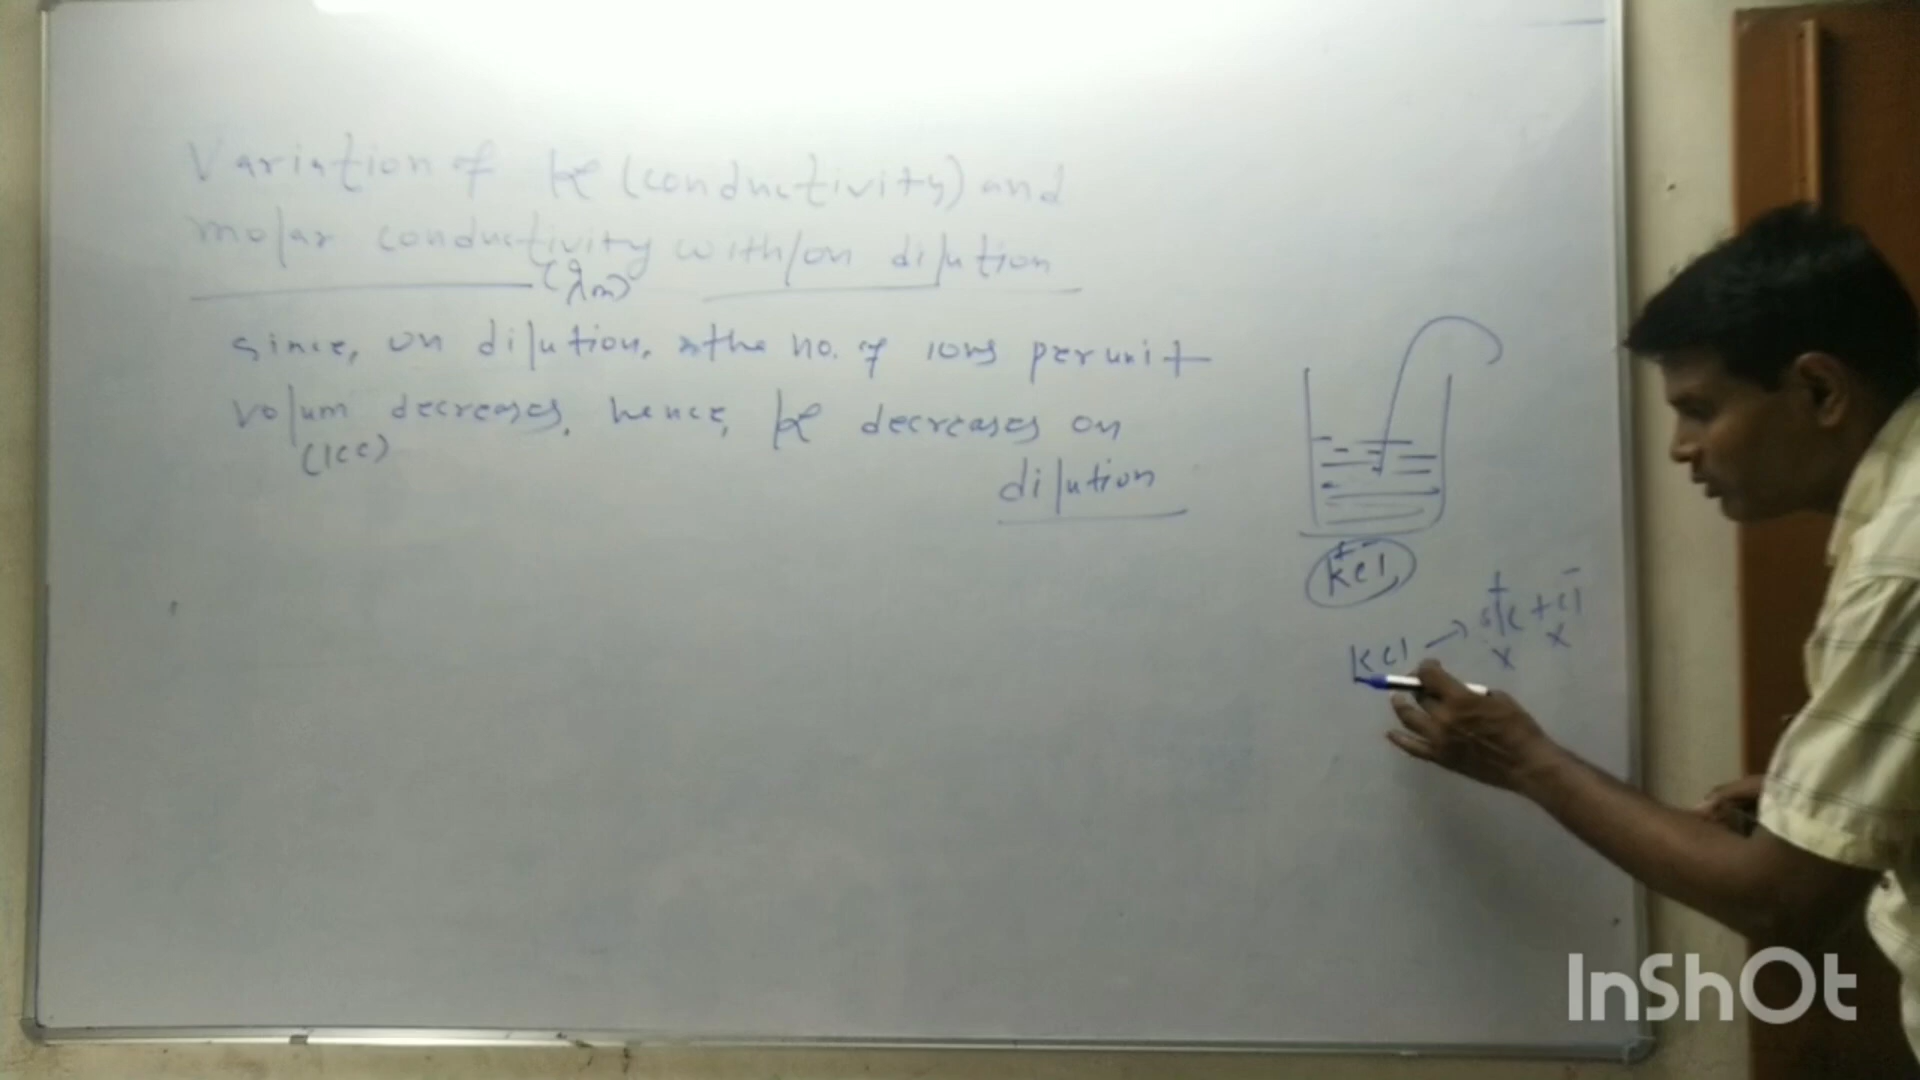 Variation of K (conductivity) and
molar conductivity with/on dilution
(λm)
since, on dilution, the no. of ions per unit
volum decreases. hence, K decreases on
(1cc)
dilution
+ -
KCl
+ -
KCl → K + Cl
x x
InShOt